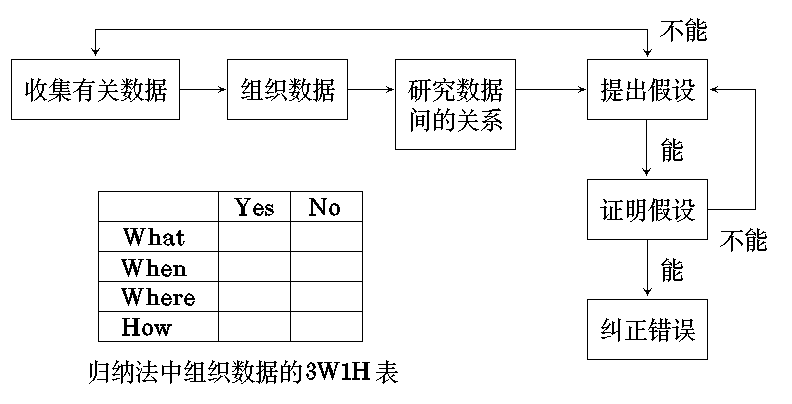 不能
收集有关数据
组织数据
研究数据
间的关系
提出假设
能
证明假设
不能
能
纠正错误
Yes No
What
When
Where
How
归纳法中组织数据的3W1H表